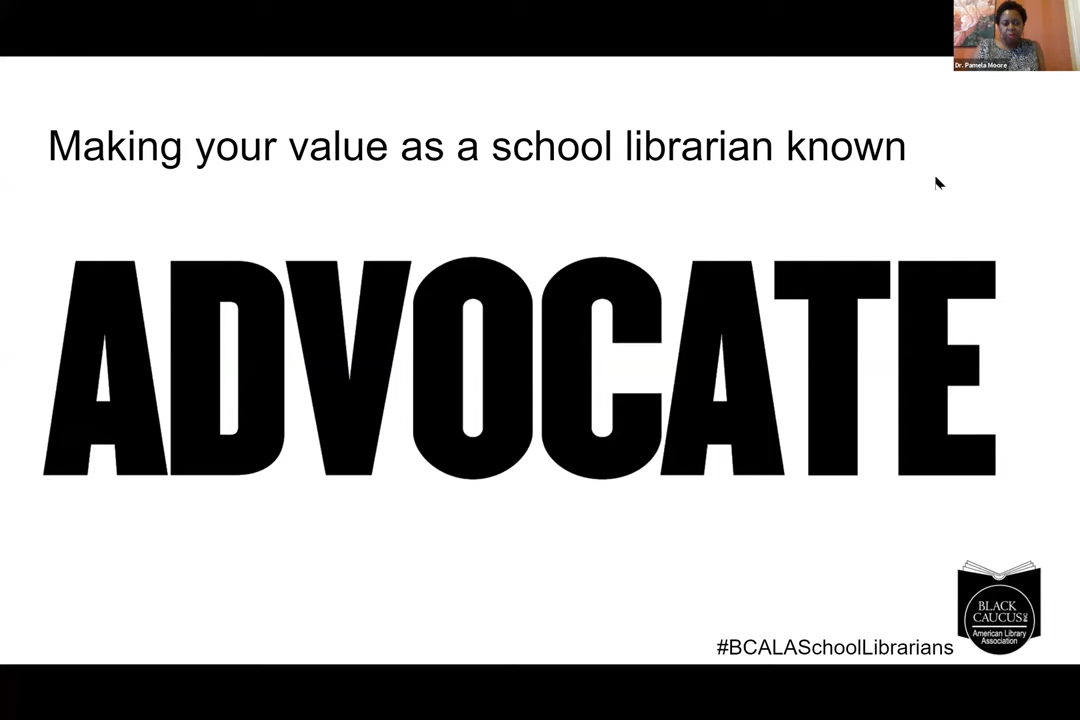 Dr. Pamela Moore
Making your value as a school librarian known
ADVOCATE
BLACK
CAUCUS
American Library
Association
#BCALASchoolLibrarians